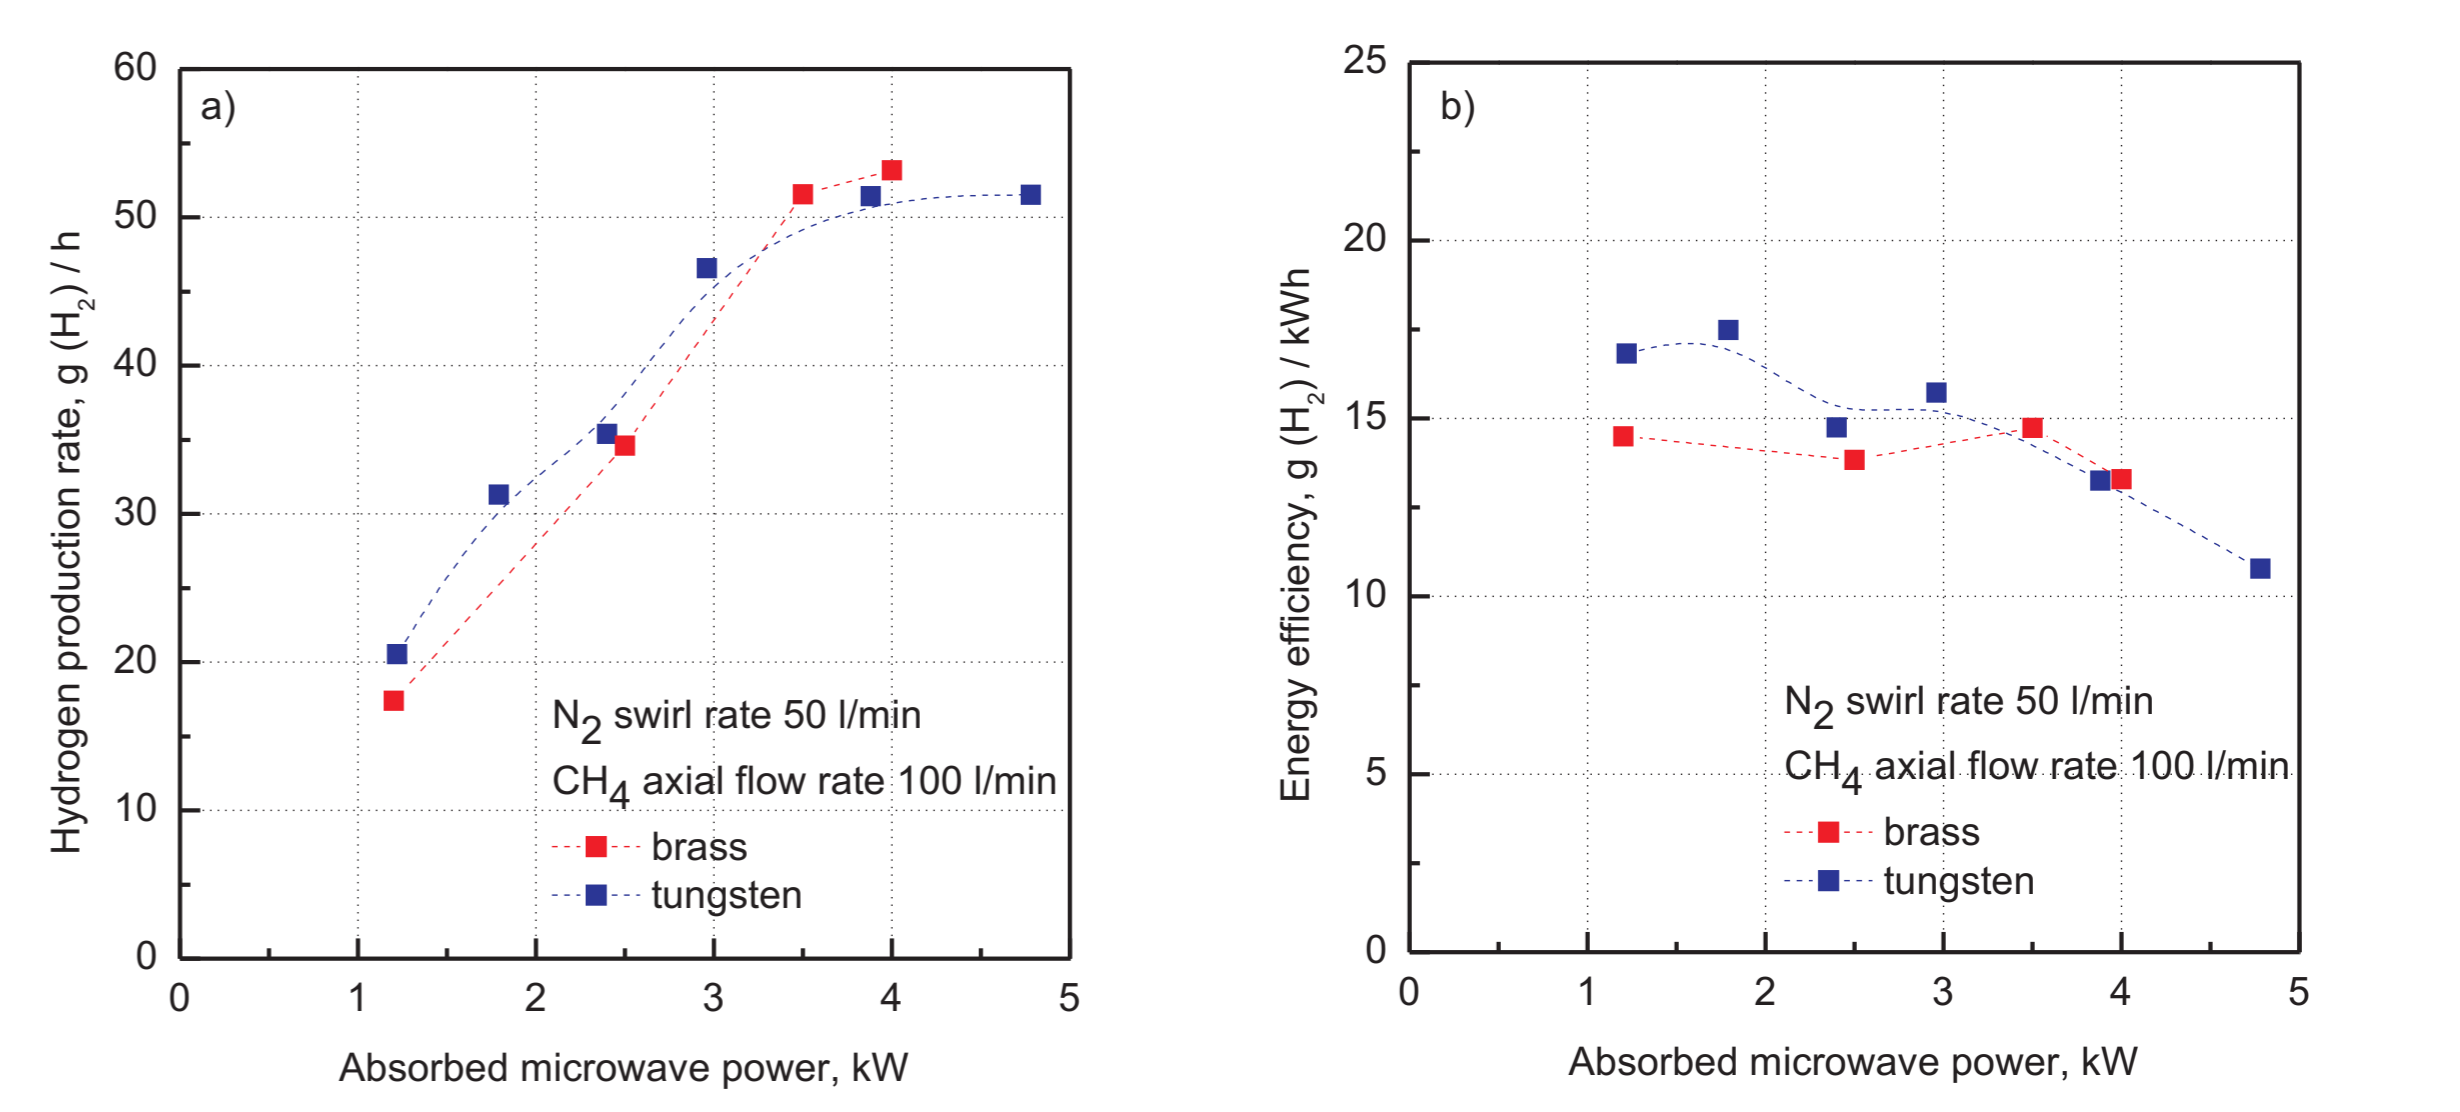 a)
60
50
40
30
20
10
0
Hydrogen production rate, g (H₂) / h
N₂ swirl rate 50 l/min
CH₄ axial flow rate 100 l/min
brass
tungsten
0 1 2 3 4 5
Absorbed microwave power, kW
b)
25
20
15
10
5
0
Energy efficiency, g (H₂) / kWh
N₂ swirl rate 50 l/min
CH₄ axial flow rate 100 l/min
brass
tungsten
0 1 2 3 4 5
Absorbed microwave power, kW